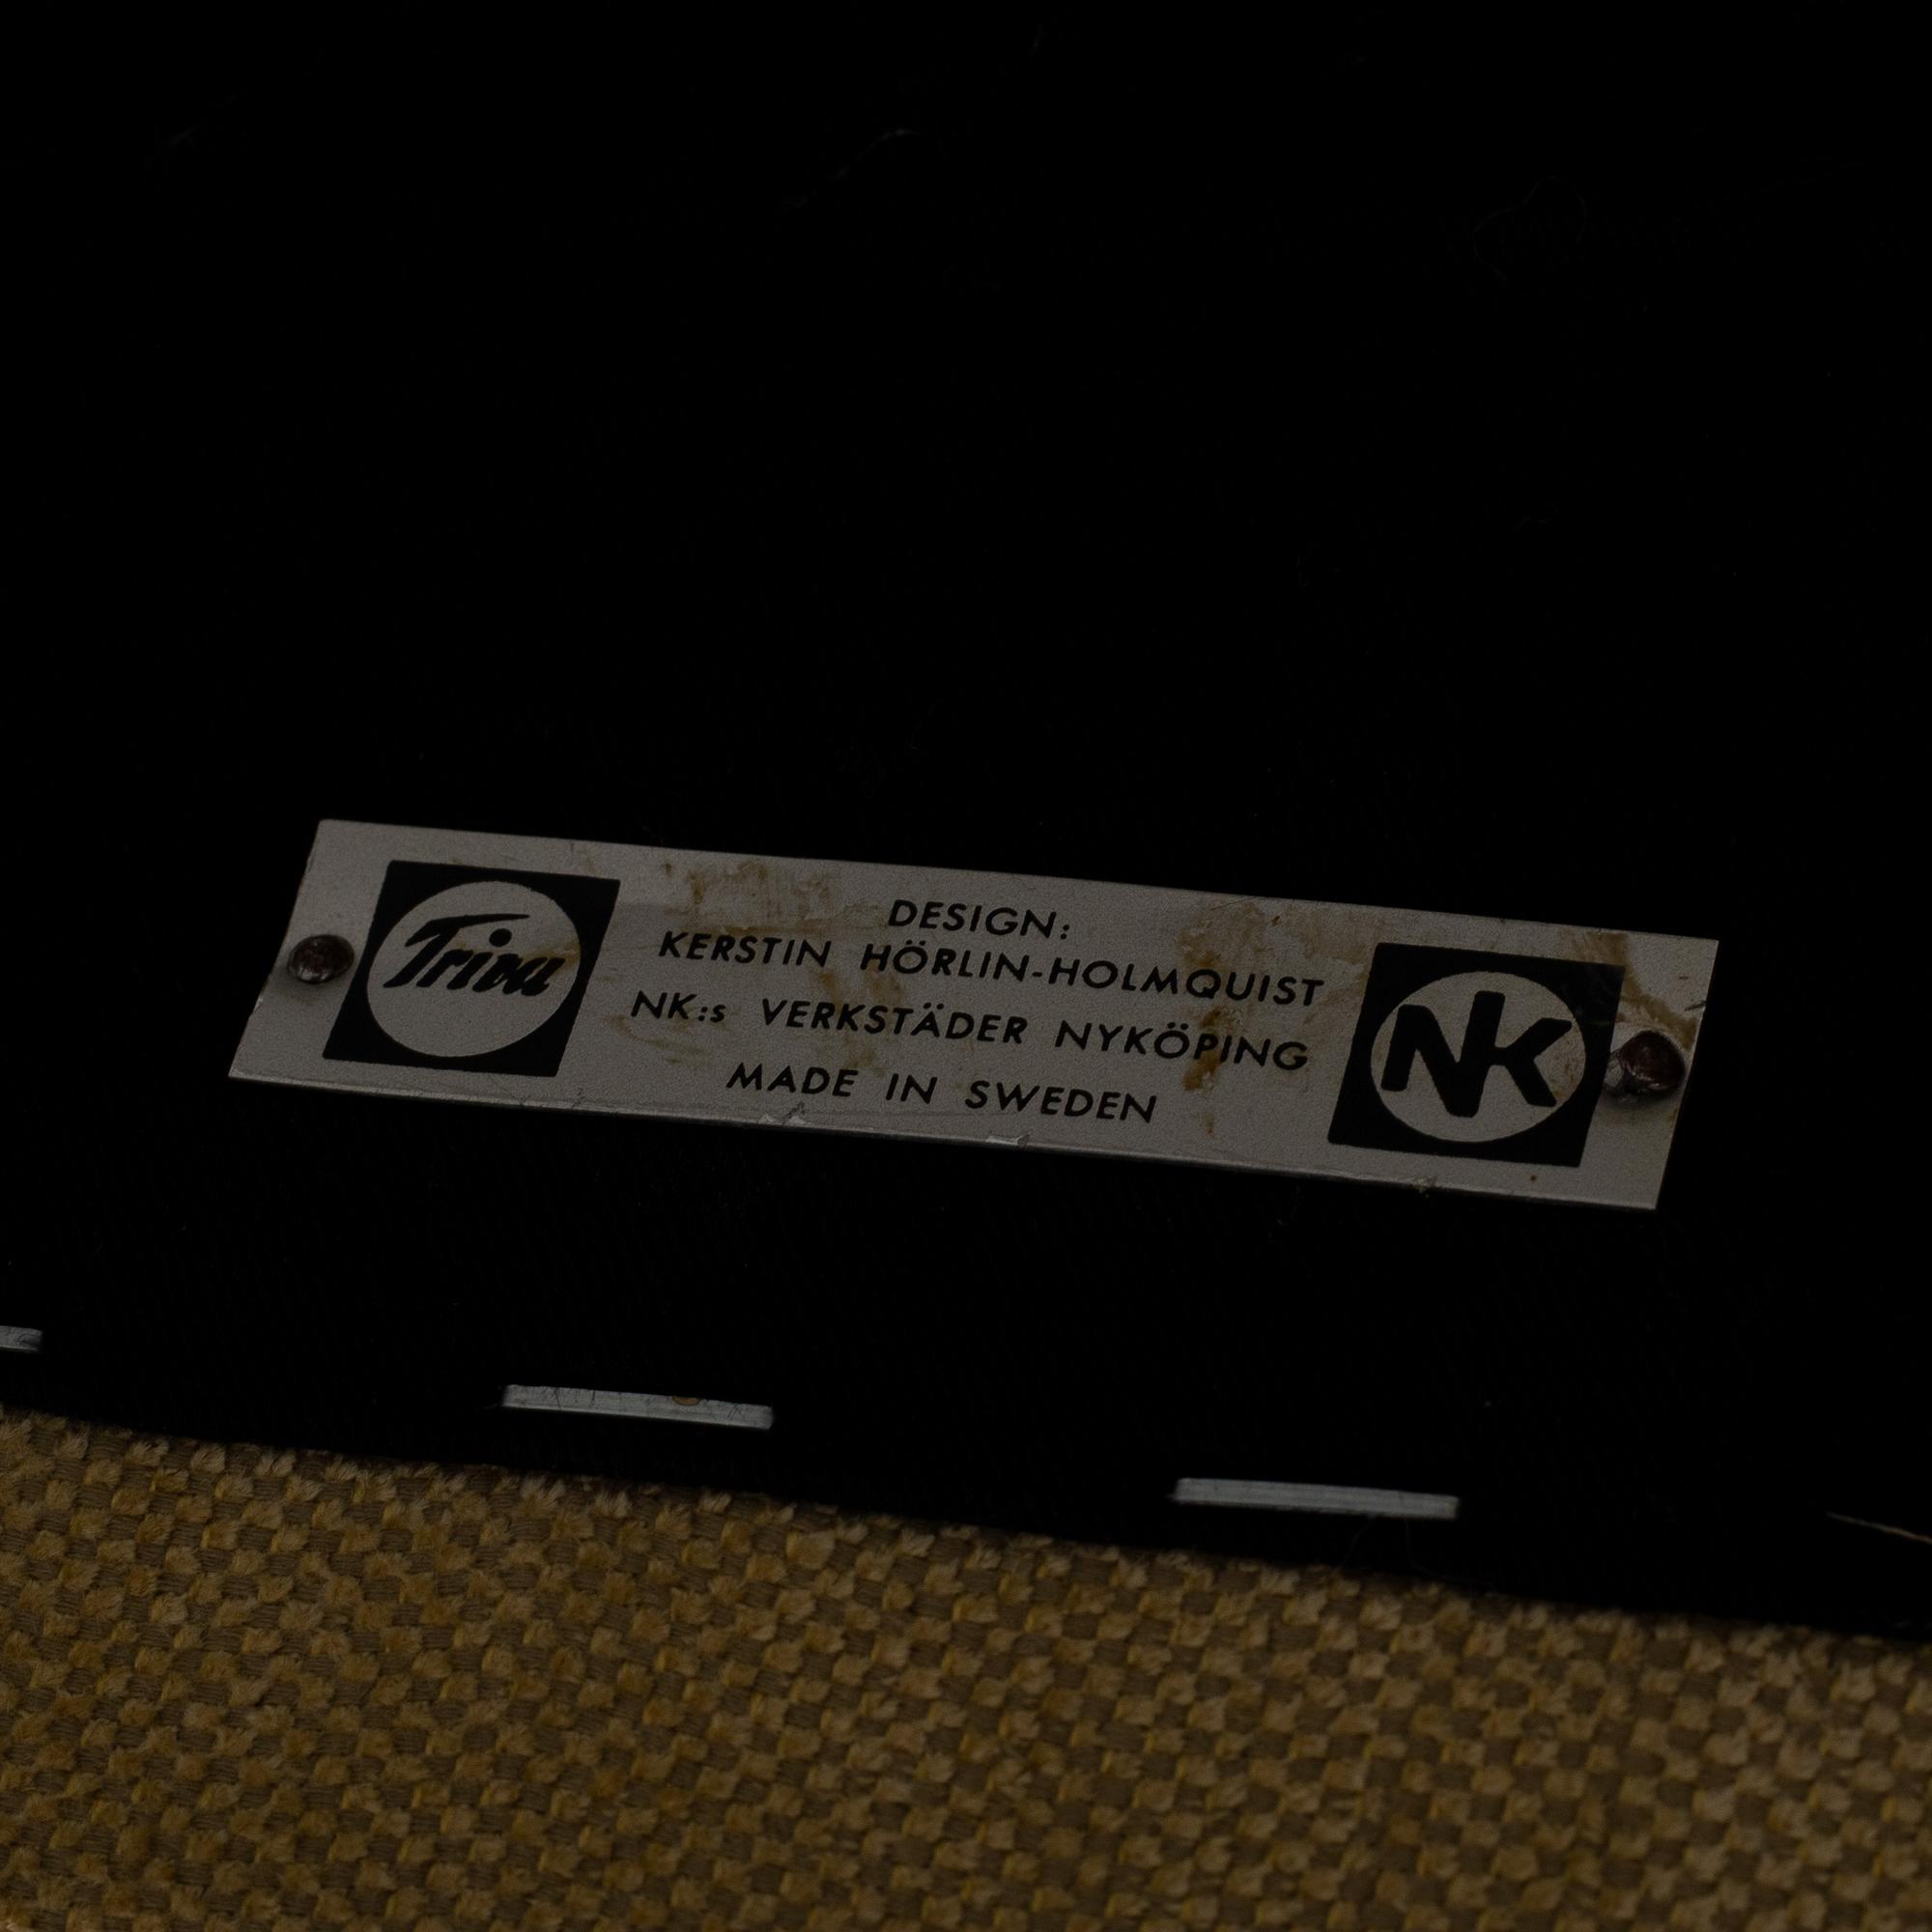 Triva
DESIGN:
KERSTIN HÖRLIN-HOLMQUIST
NK:s VERKSTÄDER NYKÖPING
MADE IN SWEDEN
NK